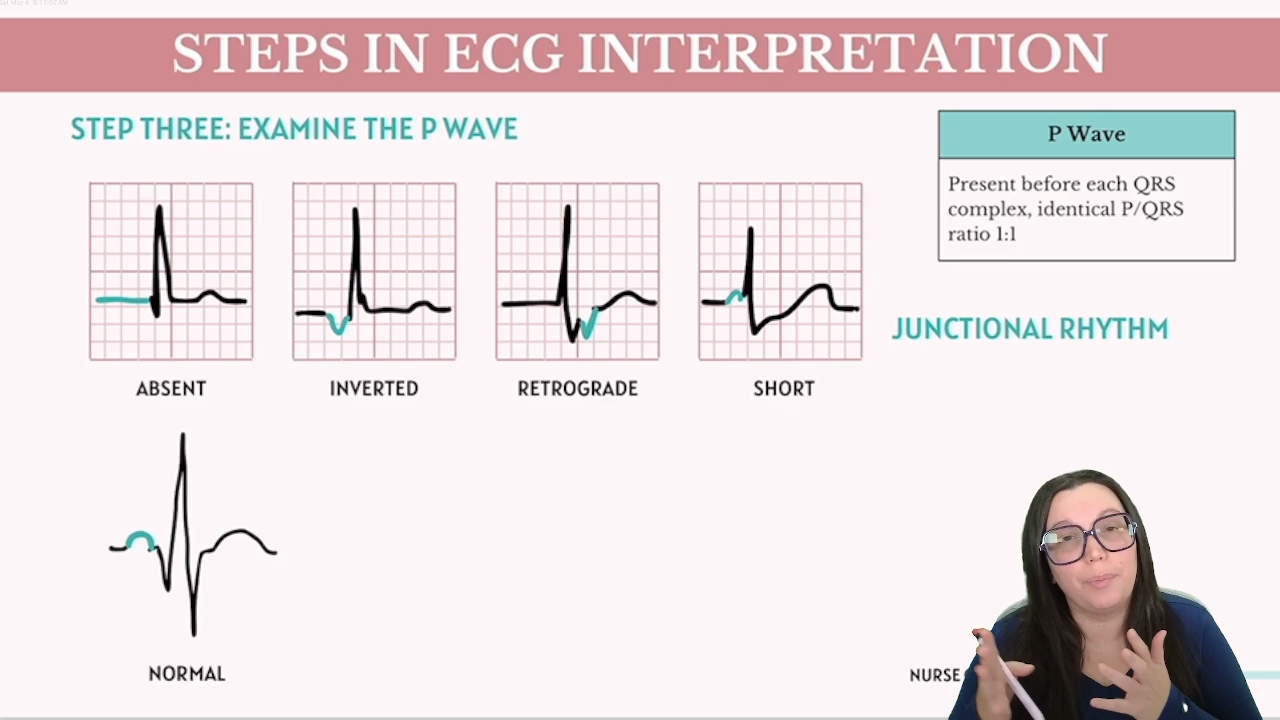 STEPS IN ECG INTERPRETATION
STEP THREE: EXAMINE THE P WAVE
P Wave
Present before each QRS
complex, identical P/QRS
ratio 1:1
JUNCTIONAL RHYTHM
ABSENT
INVERTED
RETROGRADE
SHORT
NORMAL
NURSE